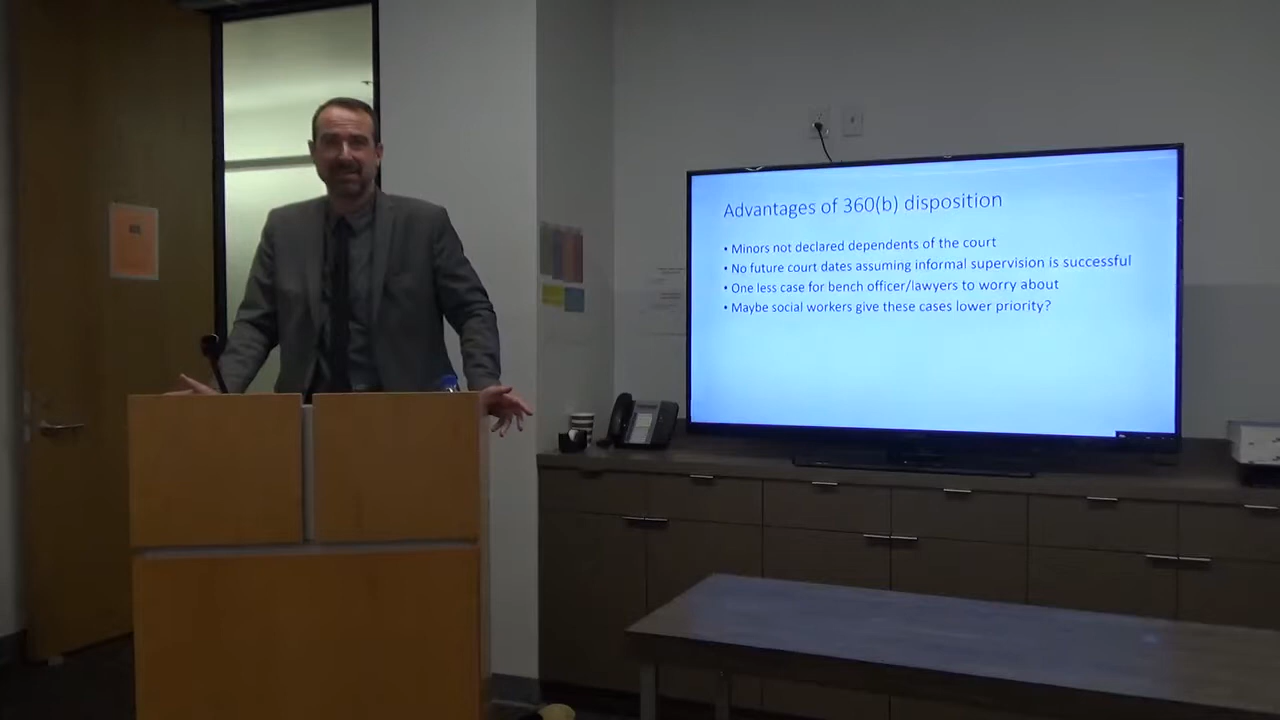 Advantages of 360(b) disposition
• Minors not declared dependents of the court
• No future court dates assuming informal supervision is successful
• One less case for bench officer/lawyers to worry about
• Maybe social workers give these cases lower priority?